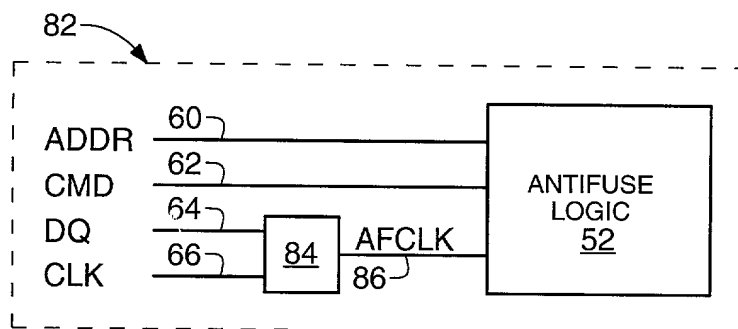 82
ADDR 60
CMD 62
DQ 64
CLK 66
84
AFCLK
86
ANTIFUSE
LOGIC
52